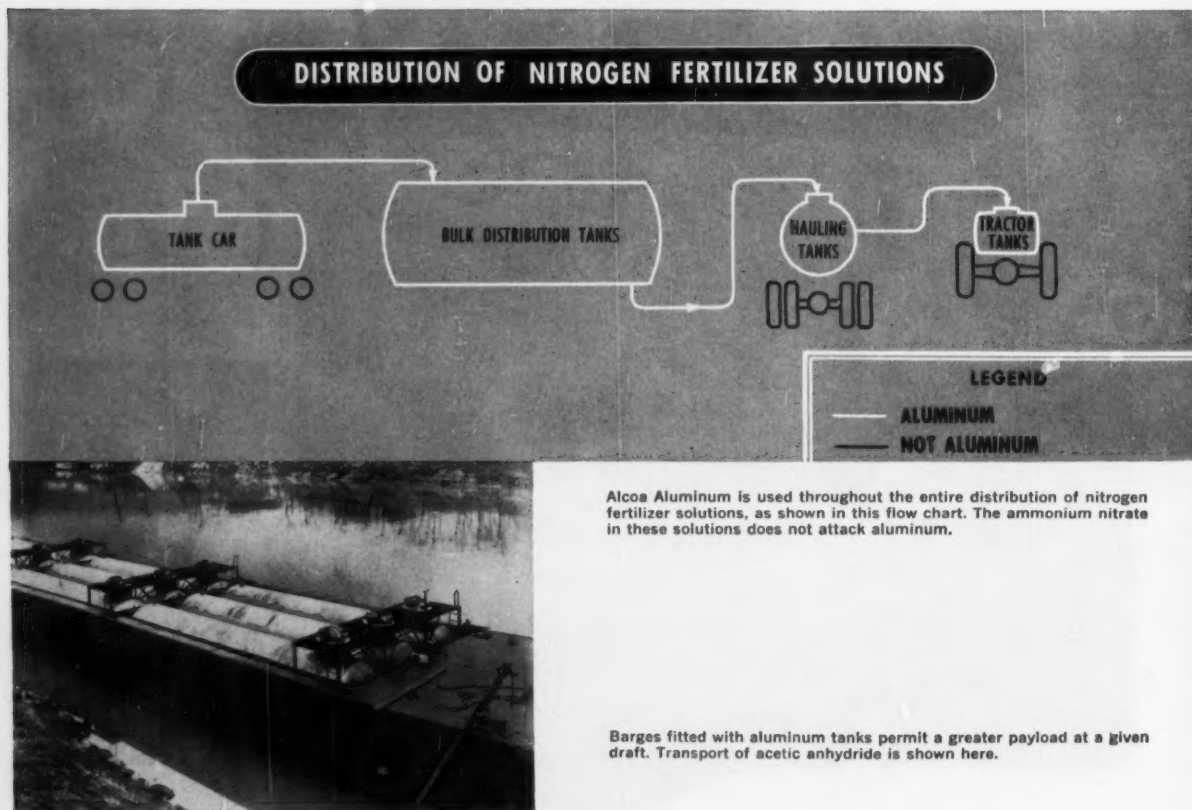 DISTRIBUTION OF NITROGEN FERTILIZER SOLUTIONS
TANK CAR
BULK DISTRIBUTION TANKS
HAULING
TANKS
TRACTOR
TANKS
LEGEND
ALUMINUM
NOT ALUMINUM
Alcoa Aluminum is used throughout the entire distribution of nitrogen
fertilizer solutions, as shown in this flow chart. The ammonium nitrate
in these solutions does not attack aluminum.
Barges fitted with aluminum tanks permit a greater payload at a given
draft. Transport of acetic anhydride is shown here.